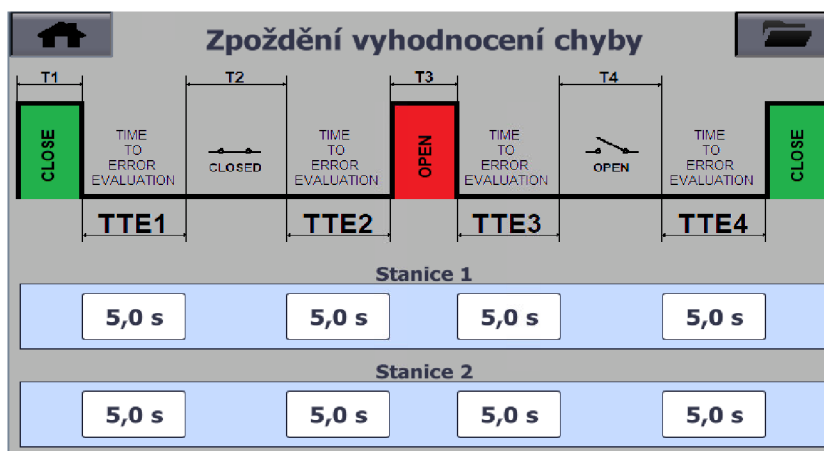 Zpoždění vyhodnocení chyby
T1
T2
T3
T4
CLOSE
TIME
TO
ERROR
EVALUATION
CLOSED
TIME
TO
ERROR
EVALUATION
OPEN
TIME
TO
ERROR
EVALUATION
OPEN
TIME
TO
ERROR
EVALUATION
CLOSE
TTE1
TTE2
TTE3
TTE4
Stanice 1
5,0 s
5,0 s
5,0 s
5,0 s
Stanice 2
5,0 s
5,0 s
5,0 s
5,0 s